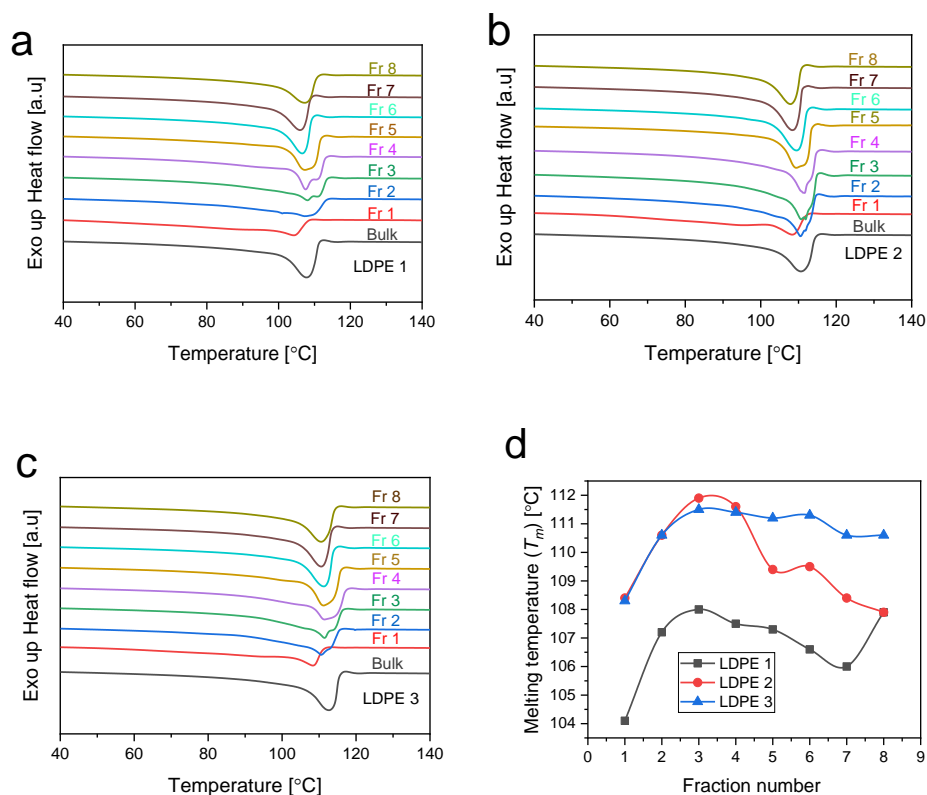 a
Exo up Heat flow [a.u]
Fr 8
Fr 7
Fr 6
Fr 5
Fr 4
Fr 3
Fr 2
Fr 1
Bulk
LDPE 1
40 60 80 100 120 140
Temperature [°C]
b
Exo up Heat flow [a.u]
Fr 8
Fr 7
Fr 6
Fr 5
Fr 4
Fr 3
Fr 2
Fr 1
Bulk
LDPE 2
40 60 80 100 120 140
Temperature [°C]
c
Exo up Heat flow [a.u]
Fr 8
Fr 7
Fr 6
Fr 5
Fr 4
Fr 3
Fr 2
Fr 1
Bulk
LDPE 3
40 60 80 100 120 140
Temperature [°C]
d
Melting temperature (Tm) [°C]
112
111
110
108
107
106
104
LDPE 1
LDPE 2
LDPE 3
0 1 2 3 4 5 6 7 8 9
Fraction number